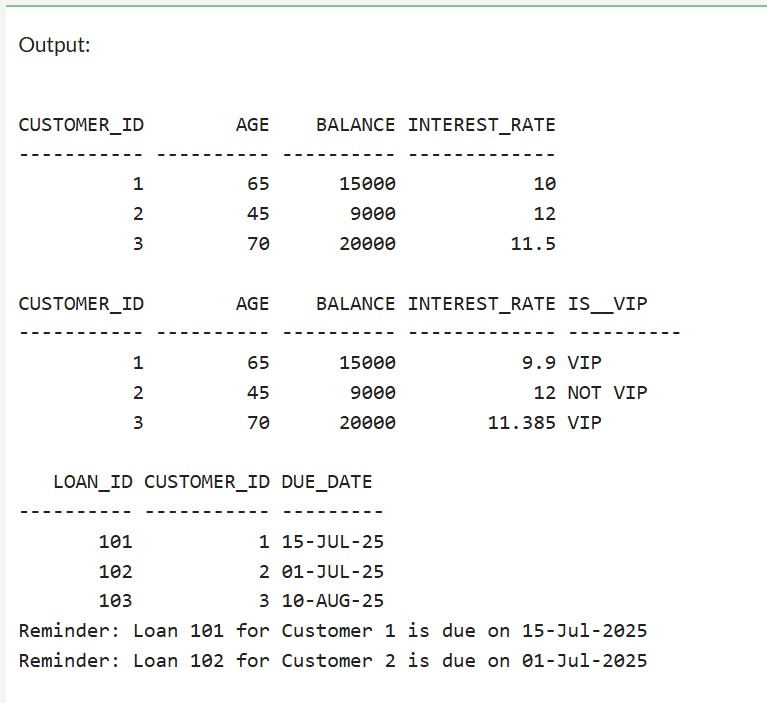 Output:
CUSTOMER_ID        AGE    BALANCE INTEREST_RATE
----------- ---------- ---------- -------------
          1         65      15000            10
          2         45       9000            12
          3         70      20000          11.5
CUSTOMER_ID        AGE    BALANCE INTEREST_RATE IS__VIP
----------- ---------- ---------- ------------- ----------
          1         65      15000           9.9 VIP
          2         45       9000            12 NOT VIP
          3         70      20000        11.385 VIP
   LOAN_ID CUSTOMER_ID DUE_DATE
---------- ----------- ---------
       101           1 15-JUL-25
       102           2 01-JUL-25
       103           3 10-AUG-25
Reminder: Loan 101 for Customer 1 is due on 15-Jul-2025
Reminder: Loan 102 for Customer 2 is due on 01-Jul-2025